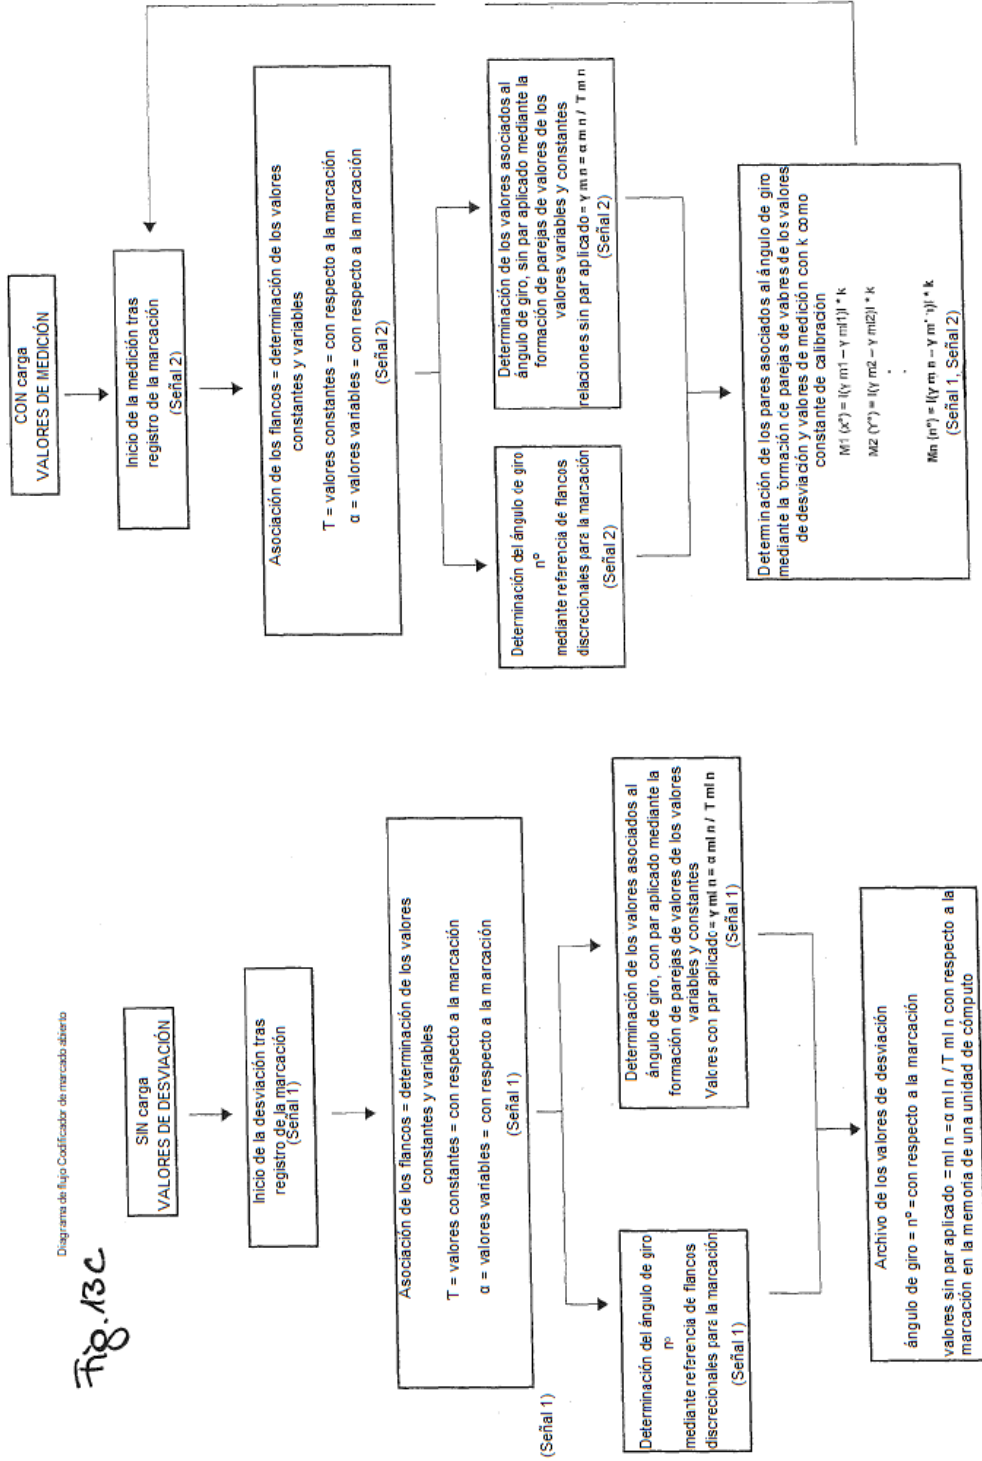 Fig. 13C
Diagrama de flujo Codificador de marcado abierto
SIN carga
VALORES DE DESVIACIÓN
Inicio de la desviación tras
registro de la marcación
(Señal 1)
Asociación de los flancos = determinación de los valores
constantes y variables
T = valores constantes = con respecto a la marcación
α = valores variables = con respecto a la marcación
(Señal 1)
(Señal 1)
Determinación del ángulo de giro
nº
mediante referencia de flancos
discrecionales para la marcación
(Señal 1)
Determinación de los valores asociados al
ángulo de giro, con par aplicado mediante la
formación de parejas de valores de los valores
variables y constantes
Valores con par aplicado= γ ml n = α ml n / T ml n
(Señal 1)
Archivo de los valores de desviación
ángulo de giro = nº = con respecto a la marcación
valores sin par aplicado = ml n = α ml n / T ml n con respecto a la
marcación en la memoria de una unidad de cómputo
CON carga
VALORES DE MEDICIÓN
Inicio de la medición tras
registro de la marcación
(Señal 2)
Asociación de los flancos = determinación de los valores
constantes y variables
T = valores constantes = con respecto a la marcación
α = valores variables = con respecto a la marcación
(Señal 2)
Determinación del ángulo de giro
nº
mediante referencia de flancos
discrecionales para la marcación
(Señal 2)
Determinación de los valores asociados al
ángulo de giro, sin par aplicado mediante la
formación de parejas de valores de los
valores variables y constantes
relaciones sin par aplicado= γ m n = α m n / T m n
(Señal 2)
Determinación de los pares asociados al ángulo de giro
mediante la formación de parejas de valores de los valores
de desviación y valores de medición con k como
constante de calibración
M1 (x°) = I(γ m1 – γ ml1)I * k
M2 (Y°) = I(γ m2 – γ ml2)I * k
:
Mn (n°) = I(γ m n – γ m' n)I * k
(Señal 1, Señal 2)